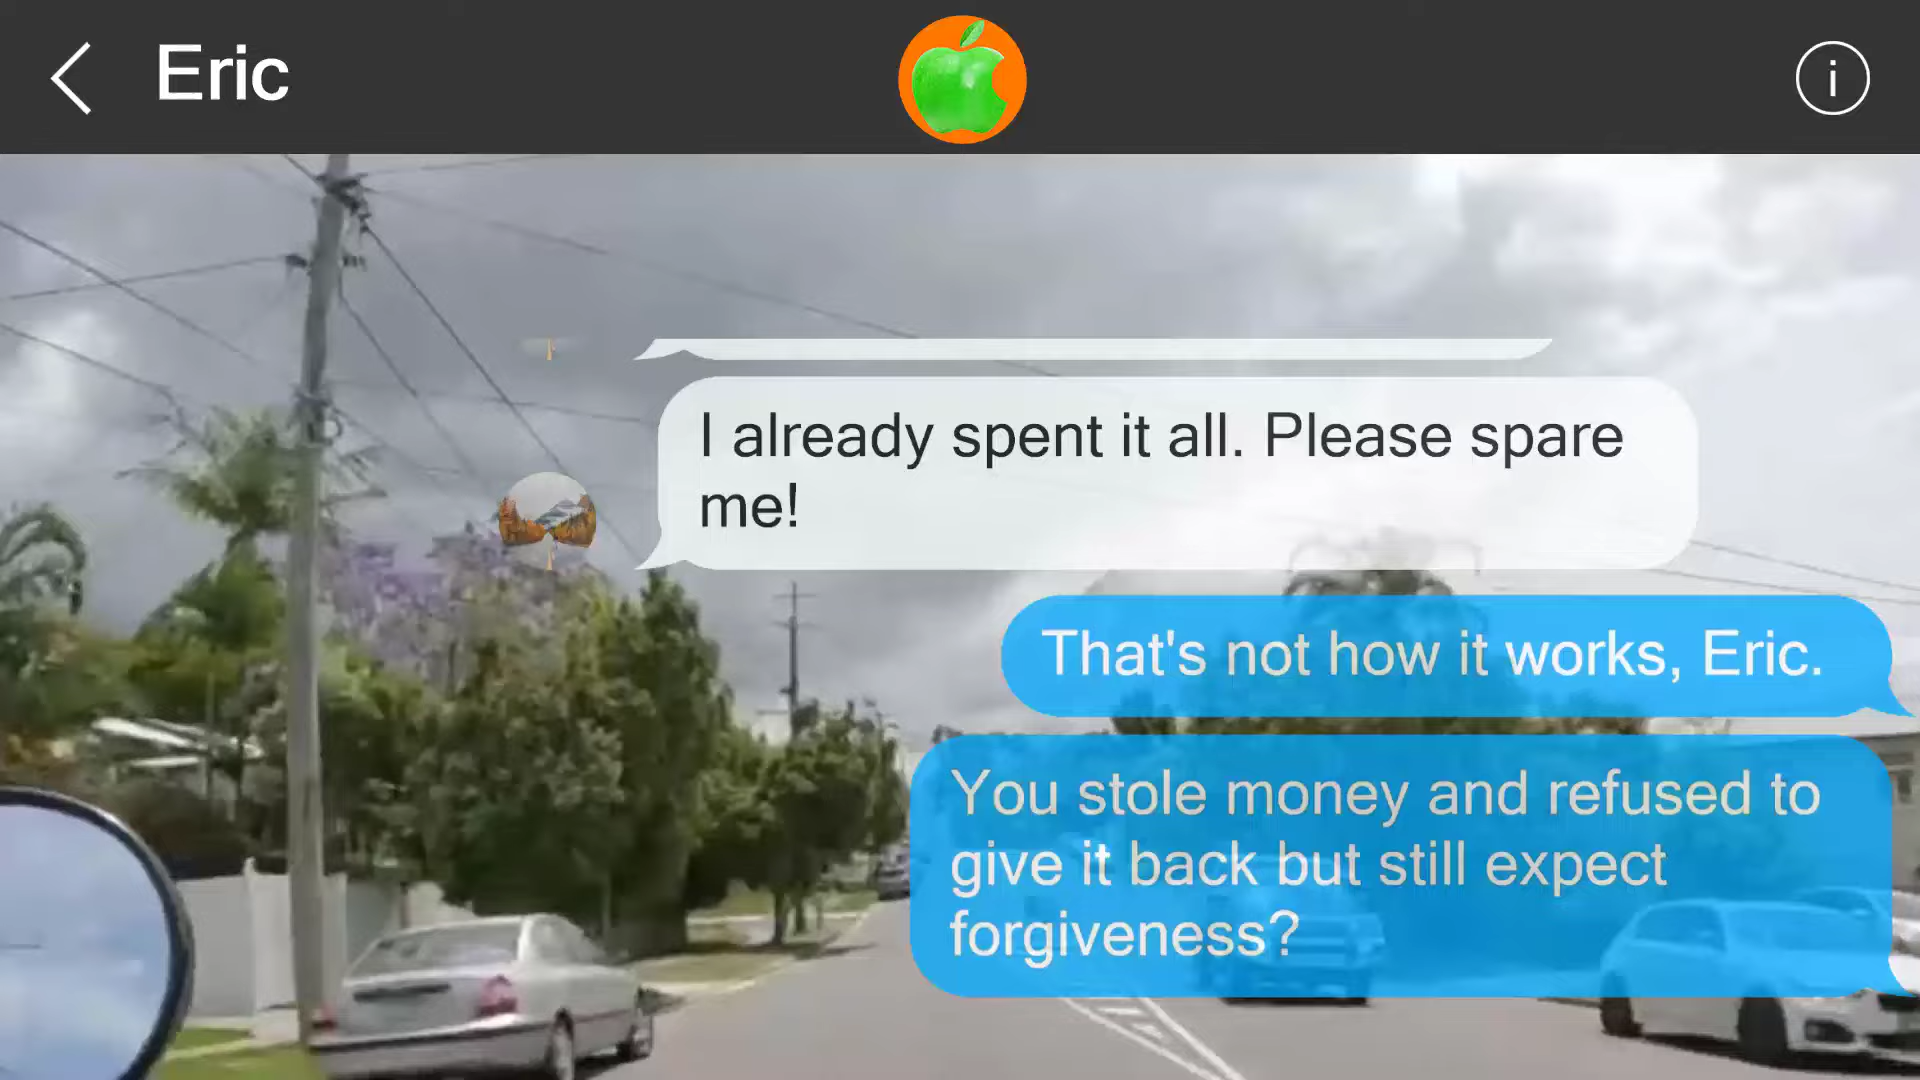 Eric
i
I already spent it all. Please spare
me!
That's not how it works, Eric.
You stole money and refused to
give it back but still expect
forgiveness?